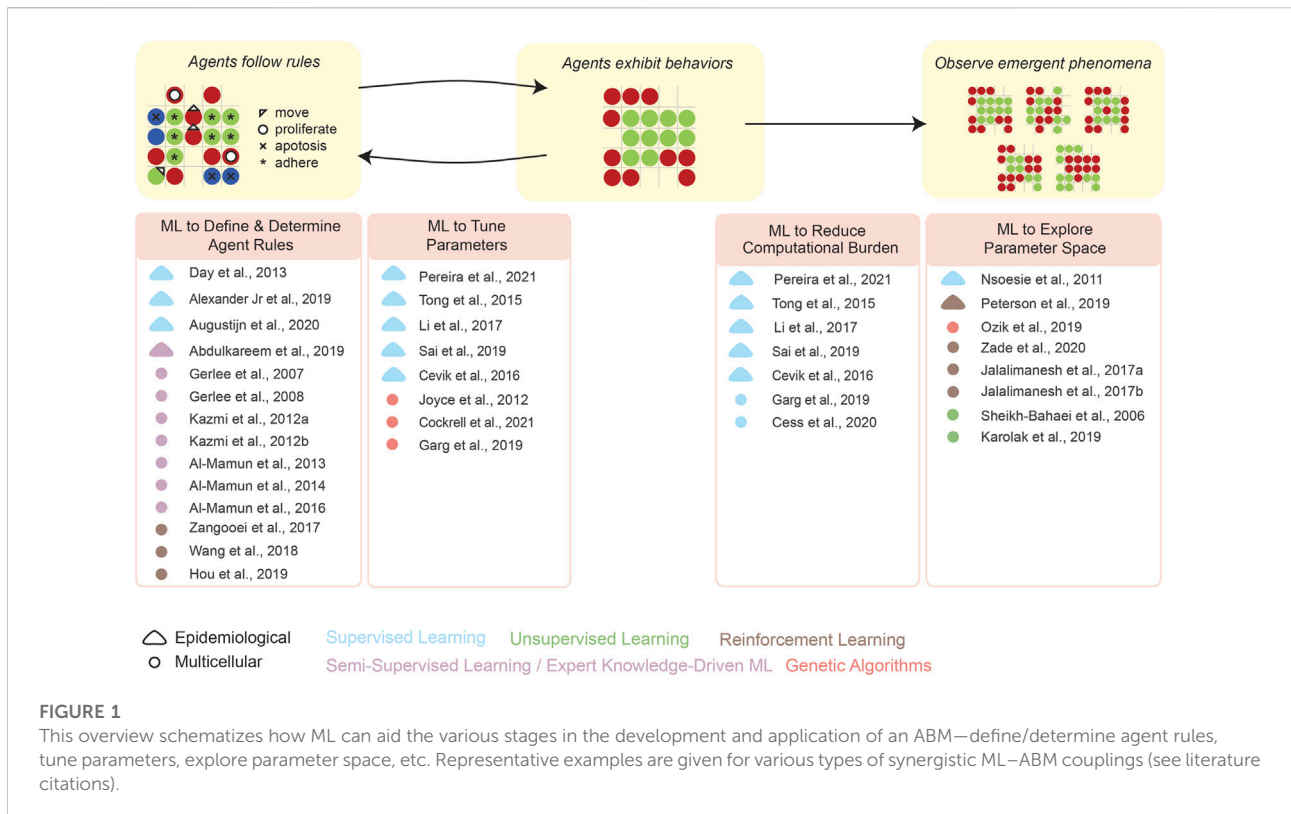 Agents follow rules
move
proliferate
apotosis
adhere
Agents exhibit behaviors
Observe emergent phenomena
ML to Define & Determine
Agent Rules
Day et al., 2013
Alexander Jr et al., 2019
Augustijn et al., 2020
Abdulkareem et al., 2019
Gerlee et al., 2007
Gerlee et al., 2008
Kazmi et al., 2012a
Kazmi et al., 2012b
Al-Mamun et al., 2013
Al-Mamun et al., 2014
Al-Mamun et al., 2016
Zangooei et al., 2017
Wang et al., 2018
Hou et al., 2019
ML to Tune
Parameters
Pereira et al., 2021
Tong et al., 2015
Li et al., 2017
Sai et al., 2019
Cevik et al., 2016
Joyce et al., 2012
Cockrell et al., 2021
Garg et al., 2019
ML to Reduce
Computational Burden
Pereira et al., 2021
Tong et al., 2015
Li et al., 2017
Sai et al., 2019
Cevik et al., 2016
Garg et al., 2019
Cess et al., 2020
ML to Explore
Parameter Space
Nsoesie et al., 2011
Peterson et al., 2019
Ozik et al., 2019
Zade et al., 2020
Jalalimanesh et al., 2017a
Jalalimanesh et al., 2017b
Sheikh-Bahaei et al., 2006
Karolak et al., 2019
Epidemiological
Multicellular
Supervised Learning Unsupervised Learning Reinforcement Learning
Semi-Supervised Learning / Expert Knowledge-Driven ML Genetic Algorithms
FIGURE 1
This overview schematizes how ML can aid the various stages in the development and application of an ABM—define/determine agent rules,
tune parameters, explore parameter space, etc. Representative examples are given for various types of synergistic ML–ABM couplings (see literature
citations).